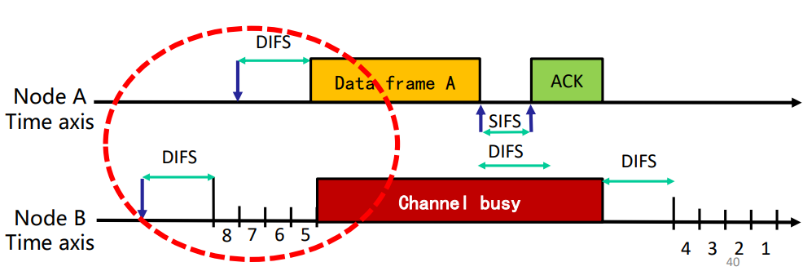 DIFS
Data frame A
ACK
Node A
Time axis
SIFS
DIFS
DIFS
DIFS
Channel busy
Node B
Time axis
8 7 6 5
4 3 2 1
40